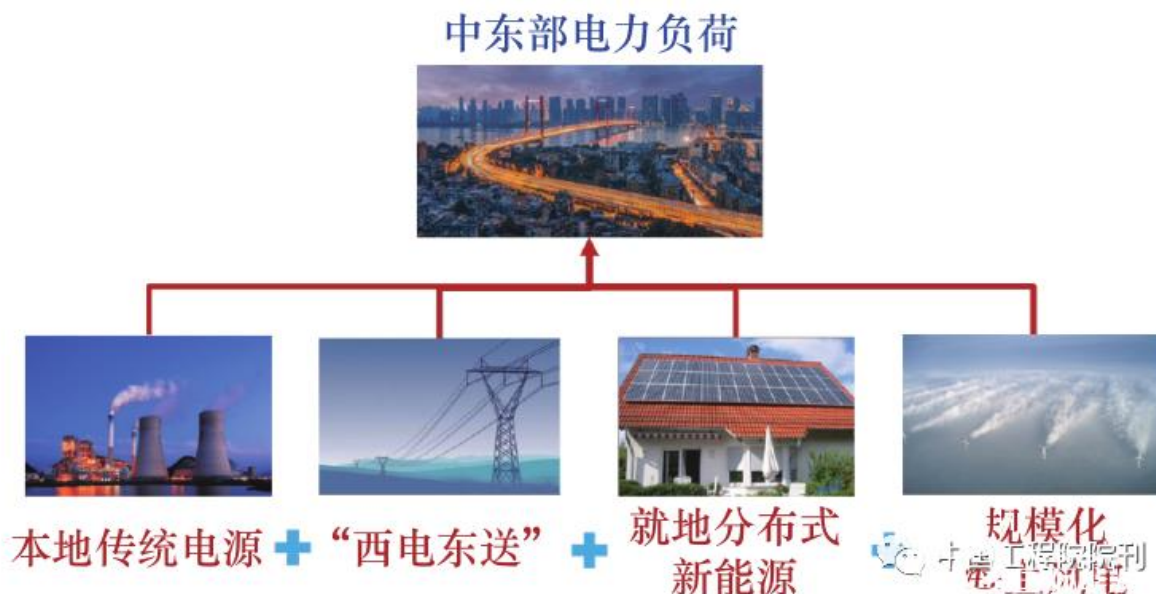 中东部电力负荷
本地传统电源
“西电东送”
就地分布式
新能源
规模化
中国工程院院刊